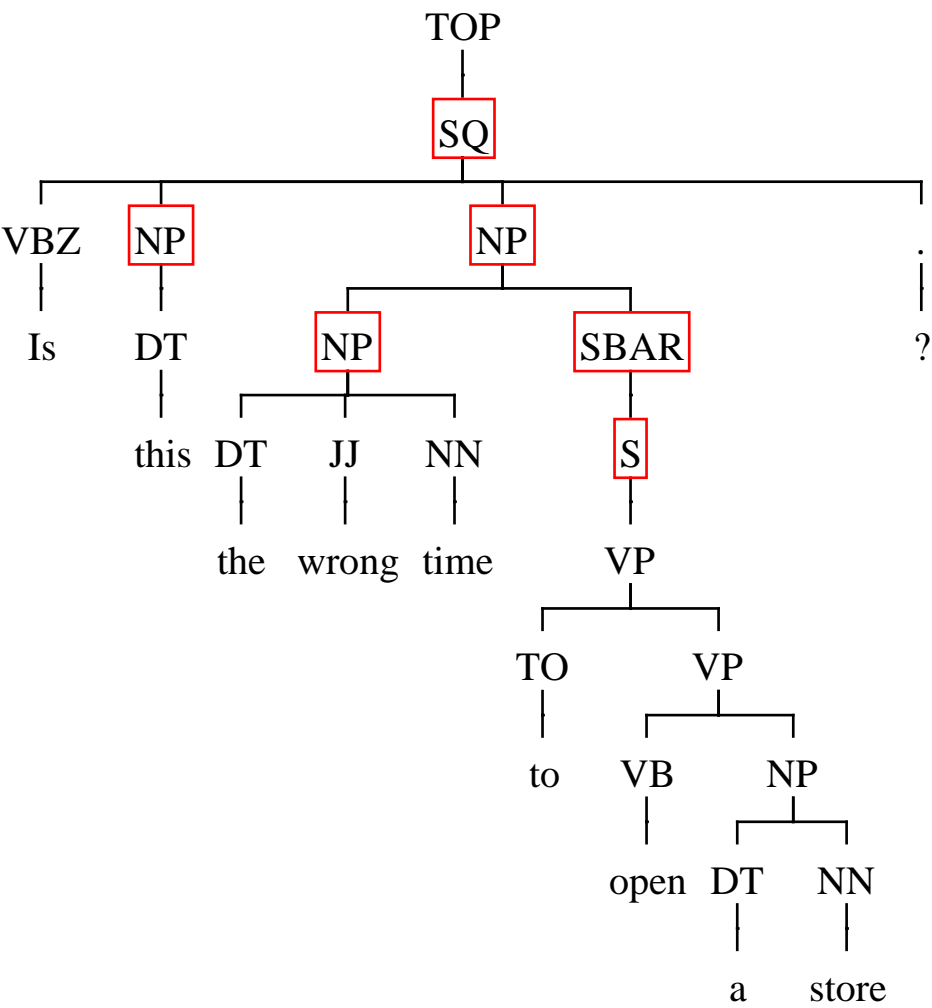 TOP
SQ
VBZ NP NP .
Is DT NP SBAR ?
this DT JJ NN S
the wrong time VP
TO VP
to VB NP
open DT NN
a store